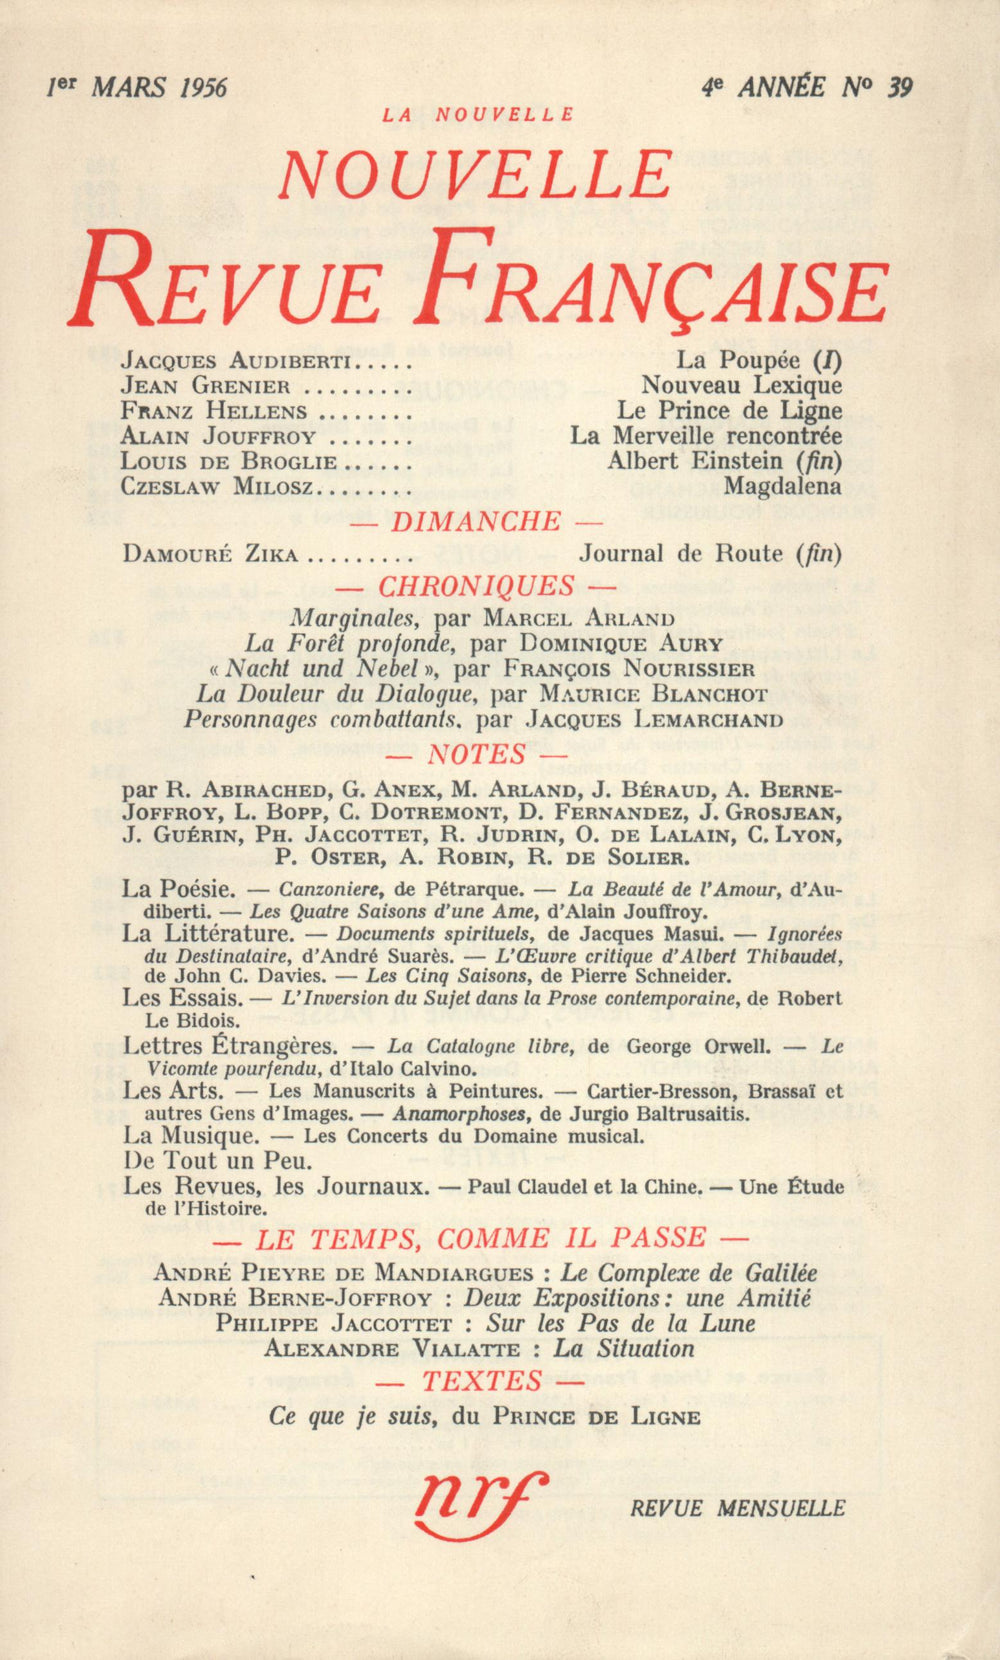 1er MARS 1956
4e ANNÉE No 39
LA NOUVELLE
NOUVELLE
REVUE FRANÇAISE
JACQUES AUDIBERTI..... La Poupée (I)
JEAN GRENIER ......... Nouveau Lexique
FRANZ HELLENS ........ Le Prince de Ligne
ALAIN JOUFFROY ....... La Merveille rencontrée
LOUIS DE BROGLIE...... Albert Einstein (fin)
CZESLAW MILOSZ........ Magdalena
— DIMANCHE —
DAMOURÉ ZIKA ......... Journal de Route (fin)
— CHRONIQUES —
Marginales, par MARCEL ARLAND
La Forêt profonde, par DOMINIQUE AURY
« Nacht und Nebel », par FRANÇOIS NOURISSIER
La Douleur du Dialogue, par MAURICE BLANCHOT
Personnages combattants, par JACQUES LEMARCHAND
— NOTES —
par R. ABIRACHED, G. ANEX, M. ARLAND, J. BÉRAUD, A. BERNE-
JOFFROY, L. BOPP, C. DOTREMONT, D. FERNANDEZ, J. GROSJEAN,
J. GUÉRIN, PH. JACCOTTET, R. JUDRIN, O. DE LALAIN, C. LYON,
P. OSTER, A. ROBIN, R. DE SOLIER.
La Poésie. — Canzoniere, de Pétrarque. — La Beauté de l'Amour, d'Au-
diberti. — Les Quatre Saisons d'une Ame, d'Alain Jouffroy.
La Littérature. — Documents spirituels, de Jacques Masui. — Ignorées
du Destinataire, d'André Suarès. — L'Œuvre critique d'Albert Thibaudet,
de John C. Davies. — Les Cinq Saisons, de Pierre Schneider.
Les Essais. — L'Inversion du Sujet dans la Prose contemporaine, de Robert
Le Bidois.
Lettres Étrangères. — La Catalogne libre, de George Orwell. — Le
Vicomte pourfendu, d'Italo Calvino.
Les Arts. — Les Manuscrits à Peintures. — Cartier-Bresson, Brassaï et
autres Gens d'Images. — Anamorphoses, de Jurgio Baltrusaitis.
La Musique. — Les Concerts du Domaine musical.
De Tout un Peu.
Les Revues, les Journaux. — Paul Claudel et la Chine. — Une Étude
de l'Histoire.
— LE TEMPS, COMME IL PASSE —
ANDRÉ PIEYRE DE MANDIARGUES : Le Complexe de Galilée
ANDRÉ BERNE-JOFFROY : Deux Expositions : une Amitié
PHILIPPE JACCOTTET : Sur les Pas de la Lune
ALEXANDRE VIALATTE : La Situation
— TEXTES —
Ce que je suis, du PRINCE DE LIGNE
nrf
REVUE MENSUELLE